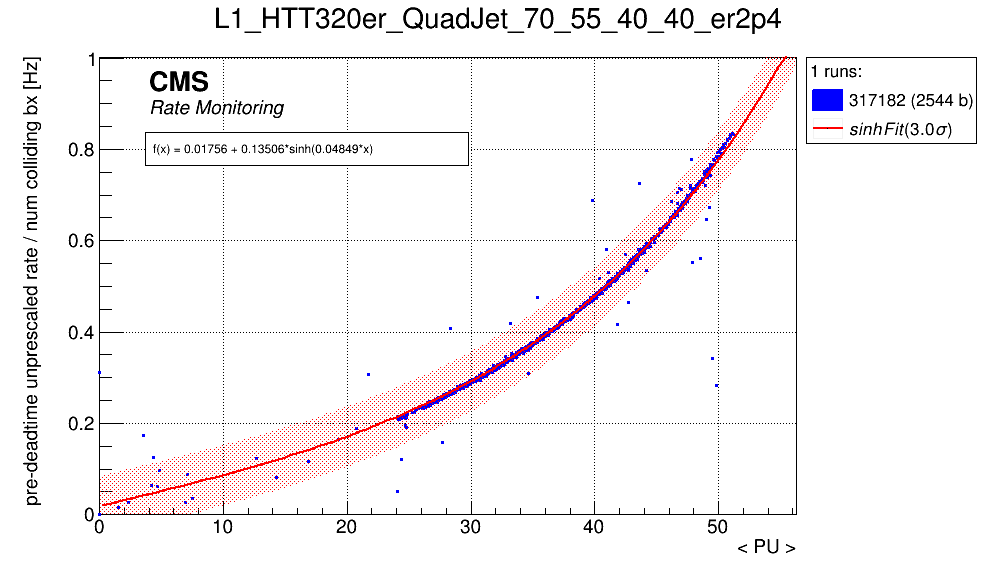 L1_HTT320er_QuadJet_70_55_40_40_er2p4
pre-deadtime unprescaled rate / num colliding bx [Hz]
1
0.8
0.6
0.4
0.2
0
CMS
Rate Monitoring
f(x) = 0.01756 + 0.13506*sinh(0.04849*x)
1 runs:
317182 (2544 b)
sinhFit(3.0σ)
0 10 20 30 40 50
< PU >